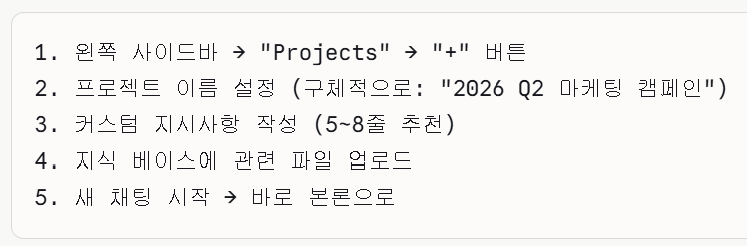 1. 왼쪽 사이드바 → "Projects" → "+" 버튼
2. 프로젝트 이름 설정 (구체적으로: "2026 Q2 마케팅 캠페인")
3. 커스텀 지시사항 작성 (5~8줄 추천)
4. 지식 베이스에 관련 파일 업로드
5. 새 채팅 시작 → 바로 본론으로